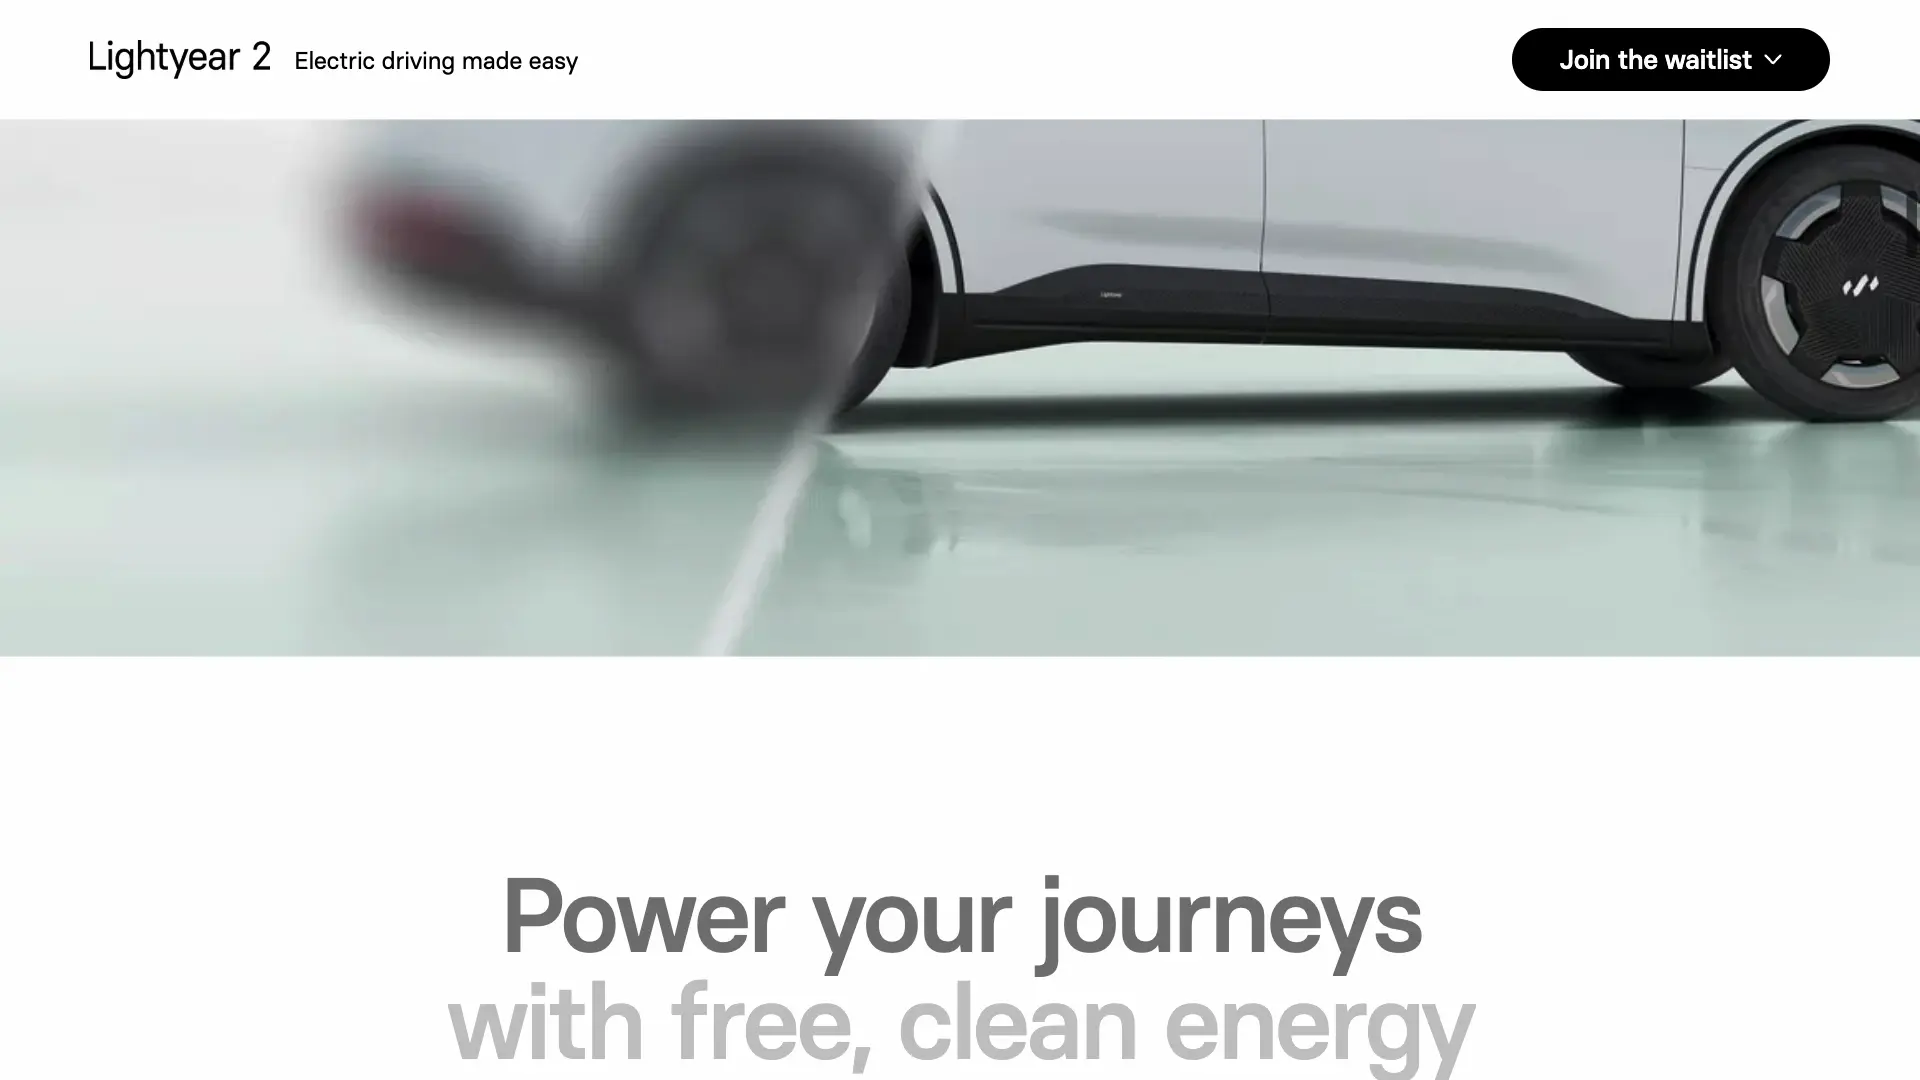 Lightyear 2
Electric driving made easy
Join the waitlist
Power your journeys
with free, clean energy